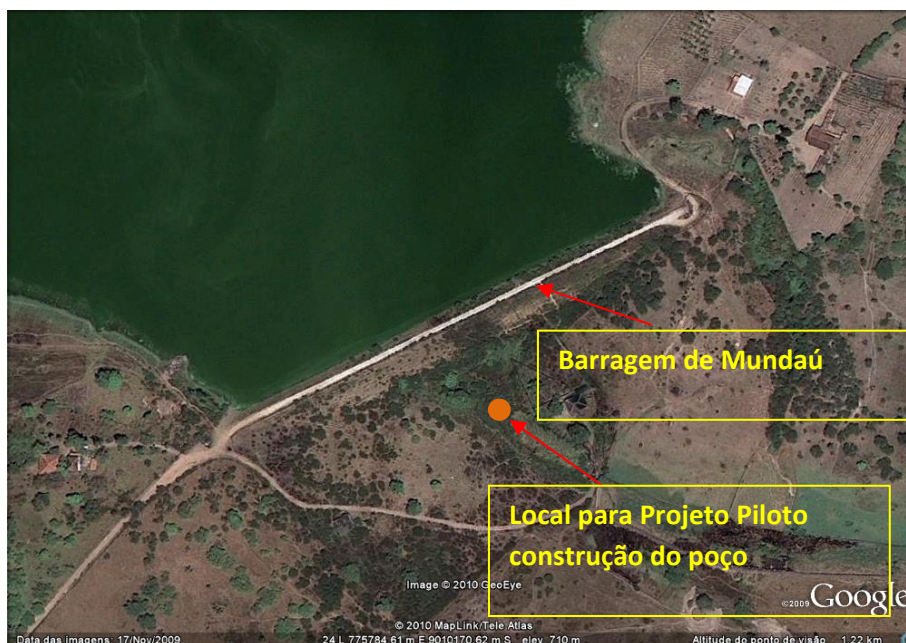 Barragem de Mundaú
Local para Projeto Piloto
construção do poço
Image © 2010 GeoEye
©2009 Google
© 2010 MapLink/Tele Atlas
Data das imagens: 17/Nov/2009 24 L 775784.61 m E 9010170.62 m S elev 710 m Altitude do ponto de visão 1.22 km